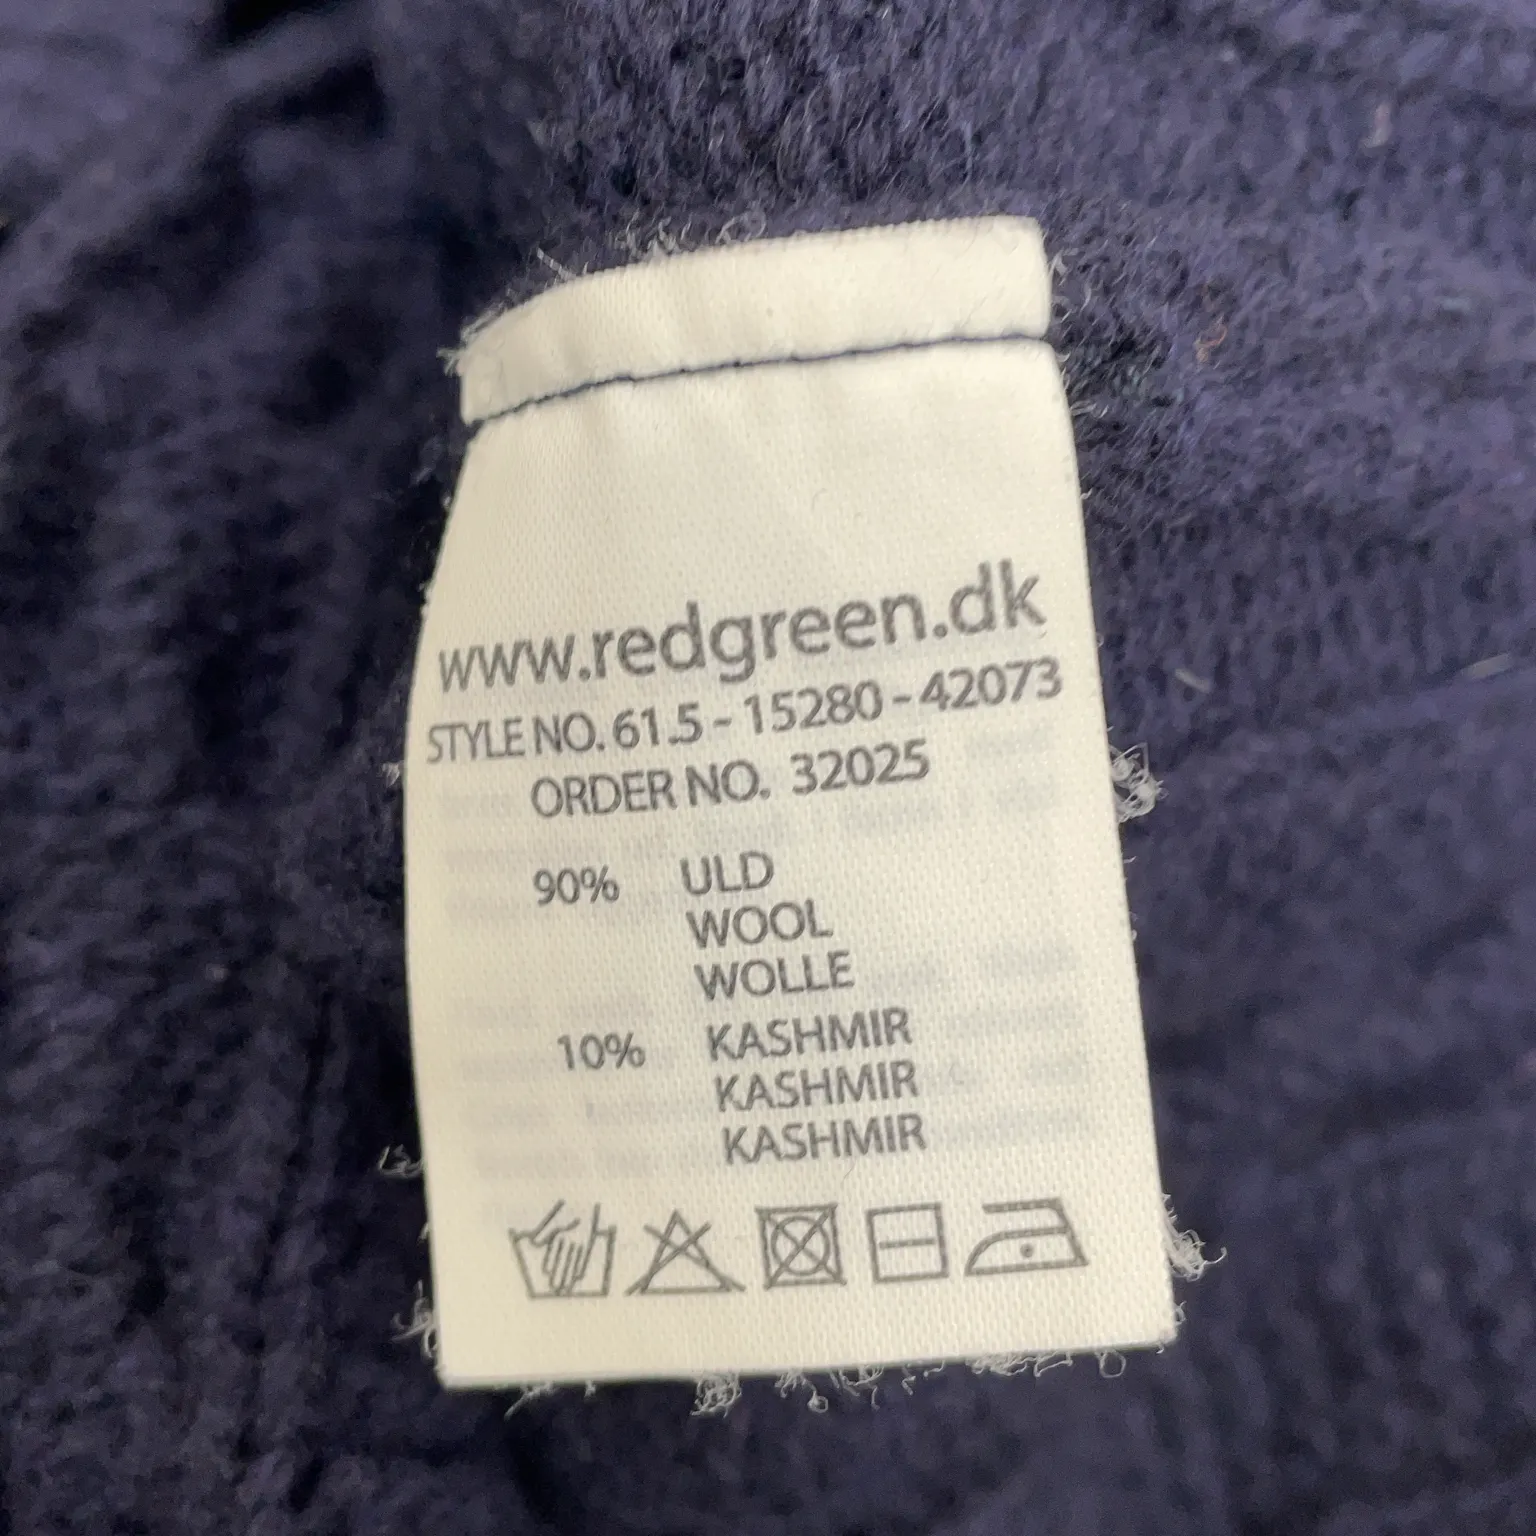 www.redgreen.dk
STYLE NO. 61.5 - 15280 - 42073
ORDER NO. 32025
90% ULD
WOOL
WOLLE
10% KASHMIR
KASHMIR
KASHMIR